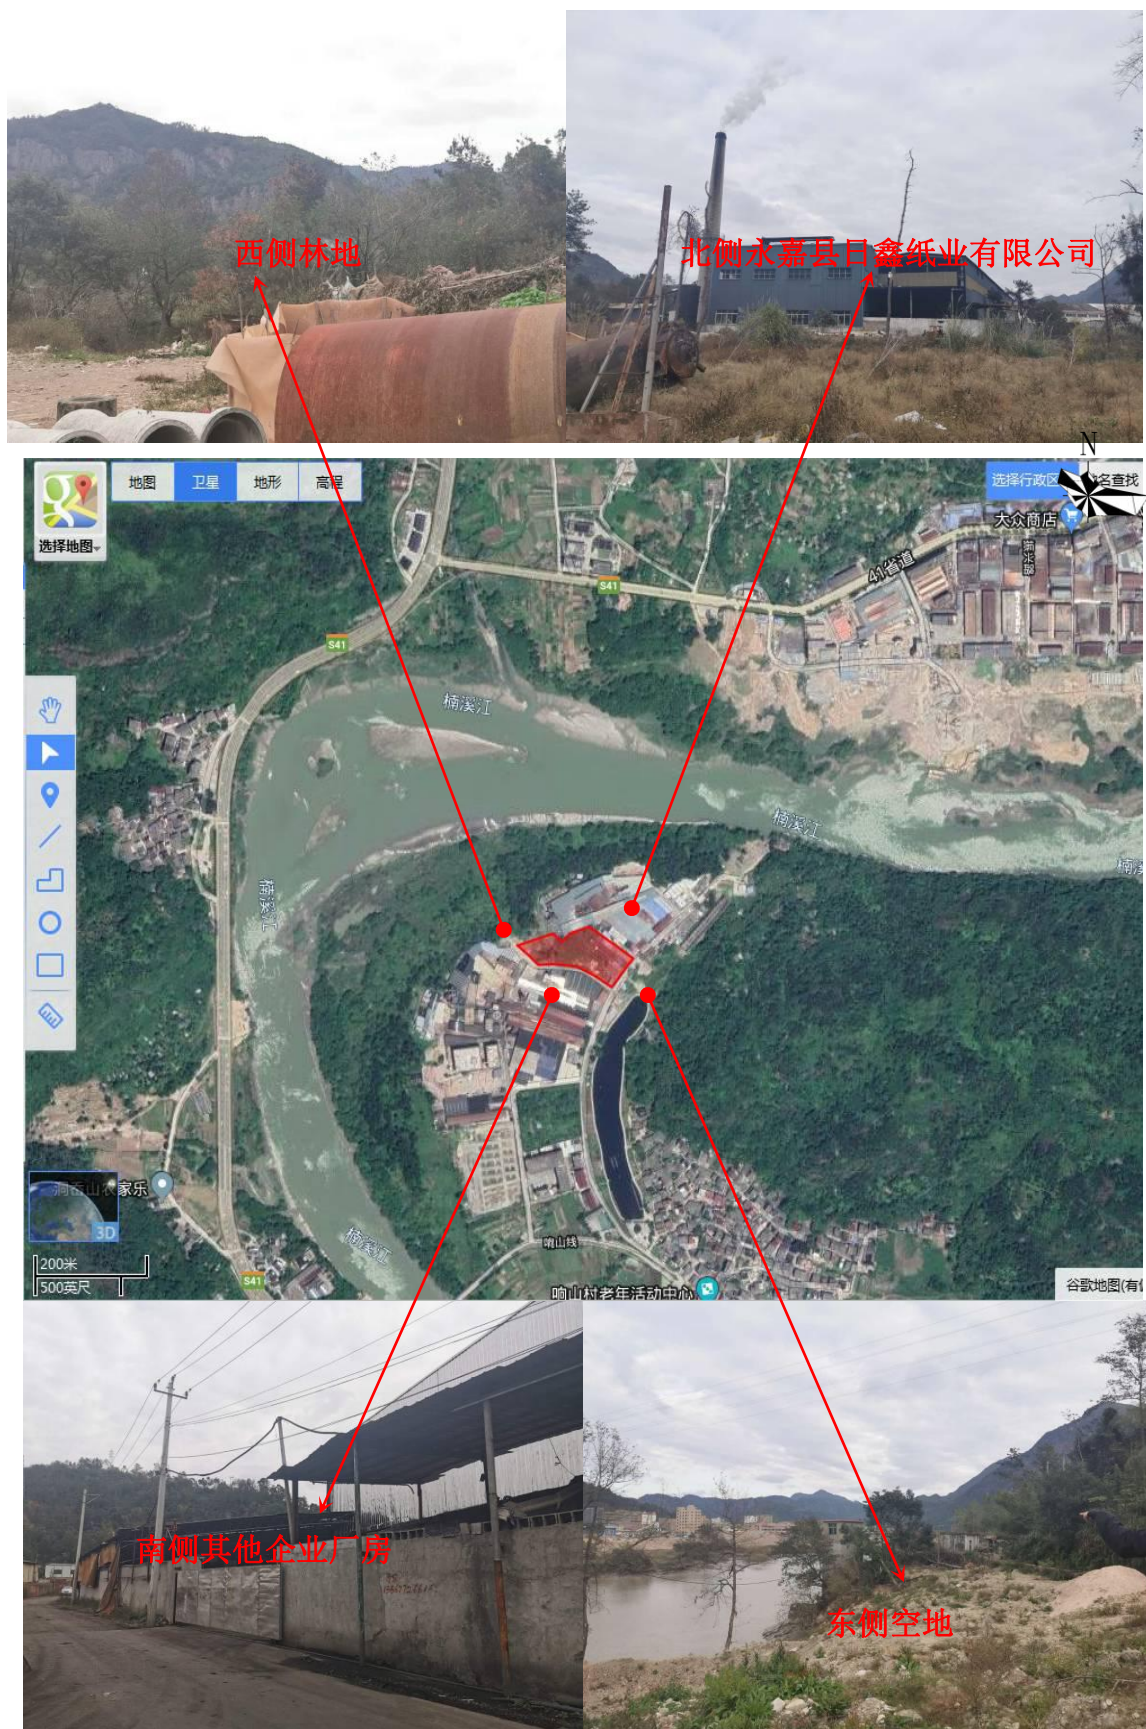 西侧林地
北侧永嘉县日鑫纸业有限公司
N
地图
卫星
地形
高程
选择行政区
名查找
选择地图
大众商店
41省道
S41
S41
楠溪江
楠溪江
楠溪
楠溪江
家乐
3D
楠溪江
响山线
200米
500英尺
S41
响山村老年活动中心
谷歌地图(有
南侧其他企业厂房
东侧空地